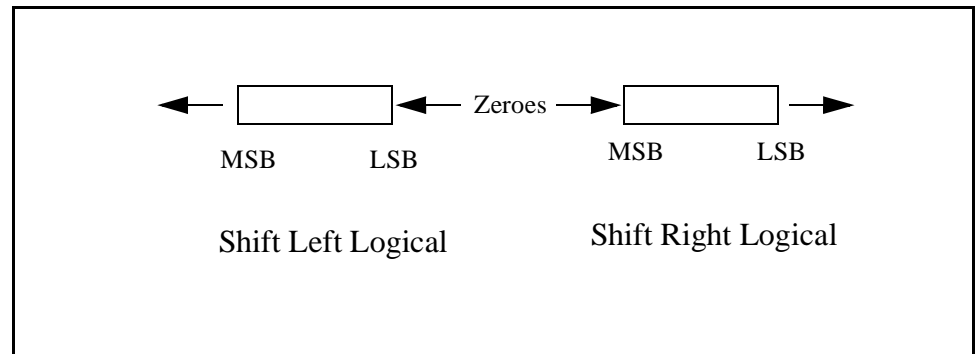 Zeroes
MSB LSB MSB LSB
Shift Left Logical Shift Right Logical